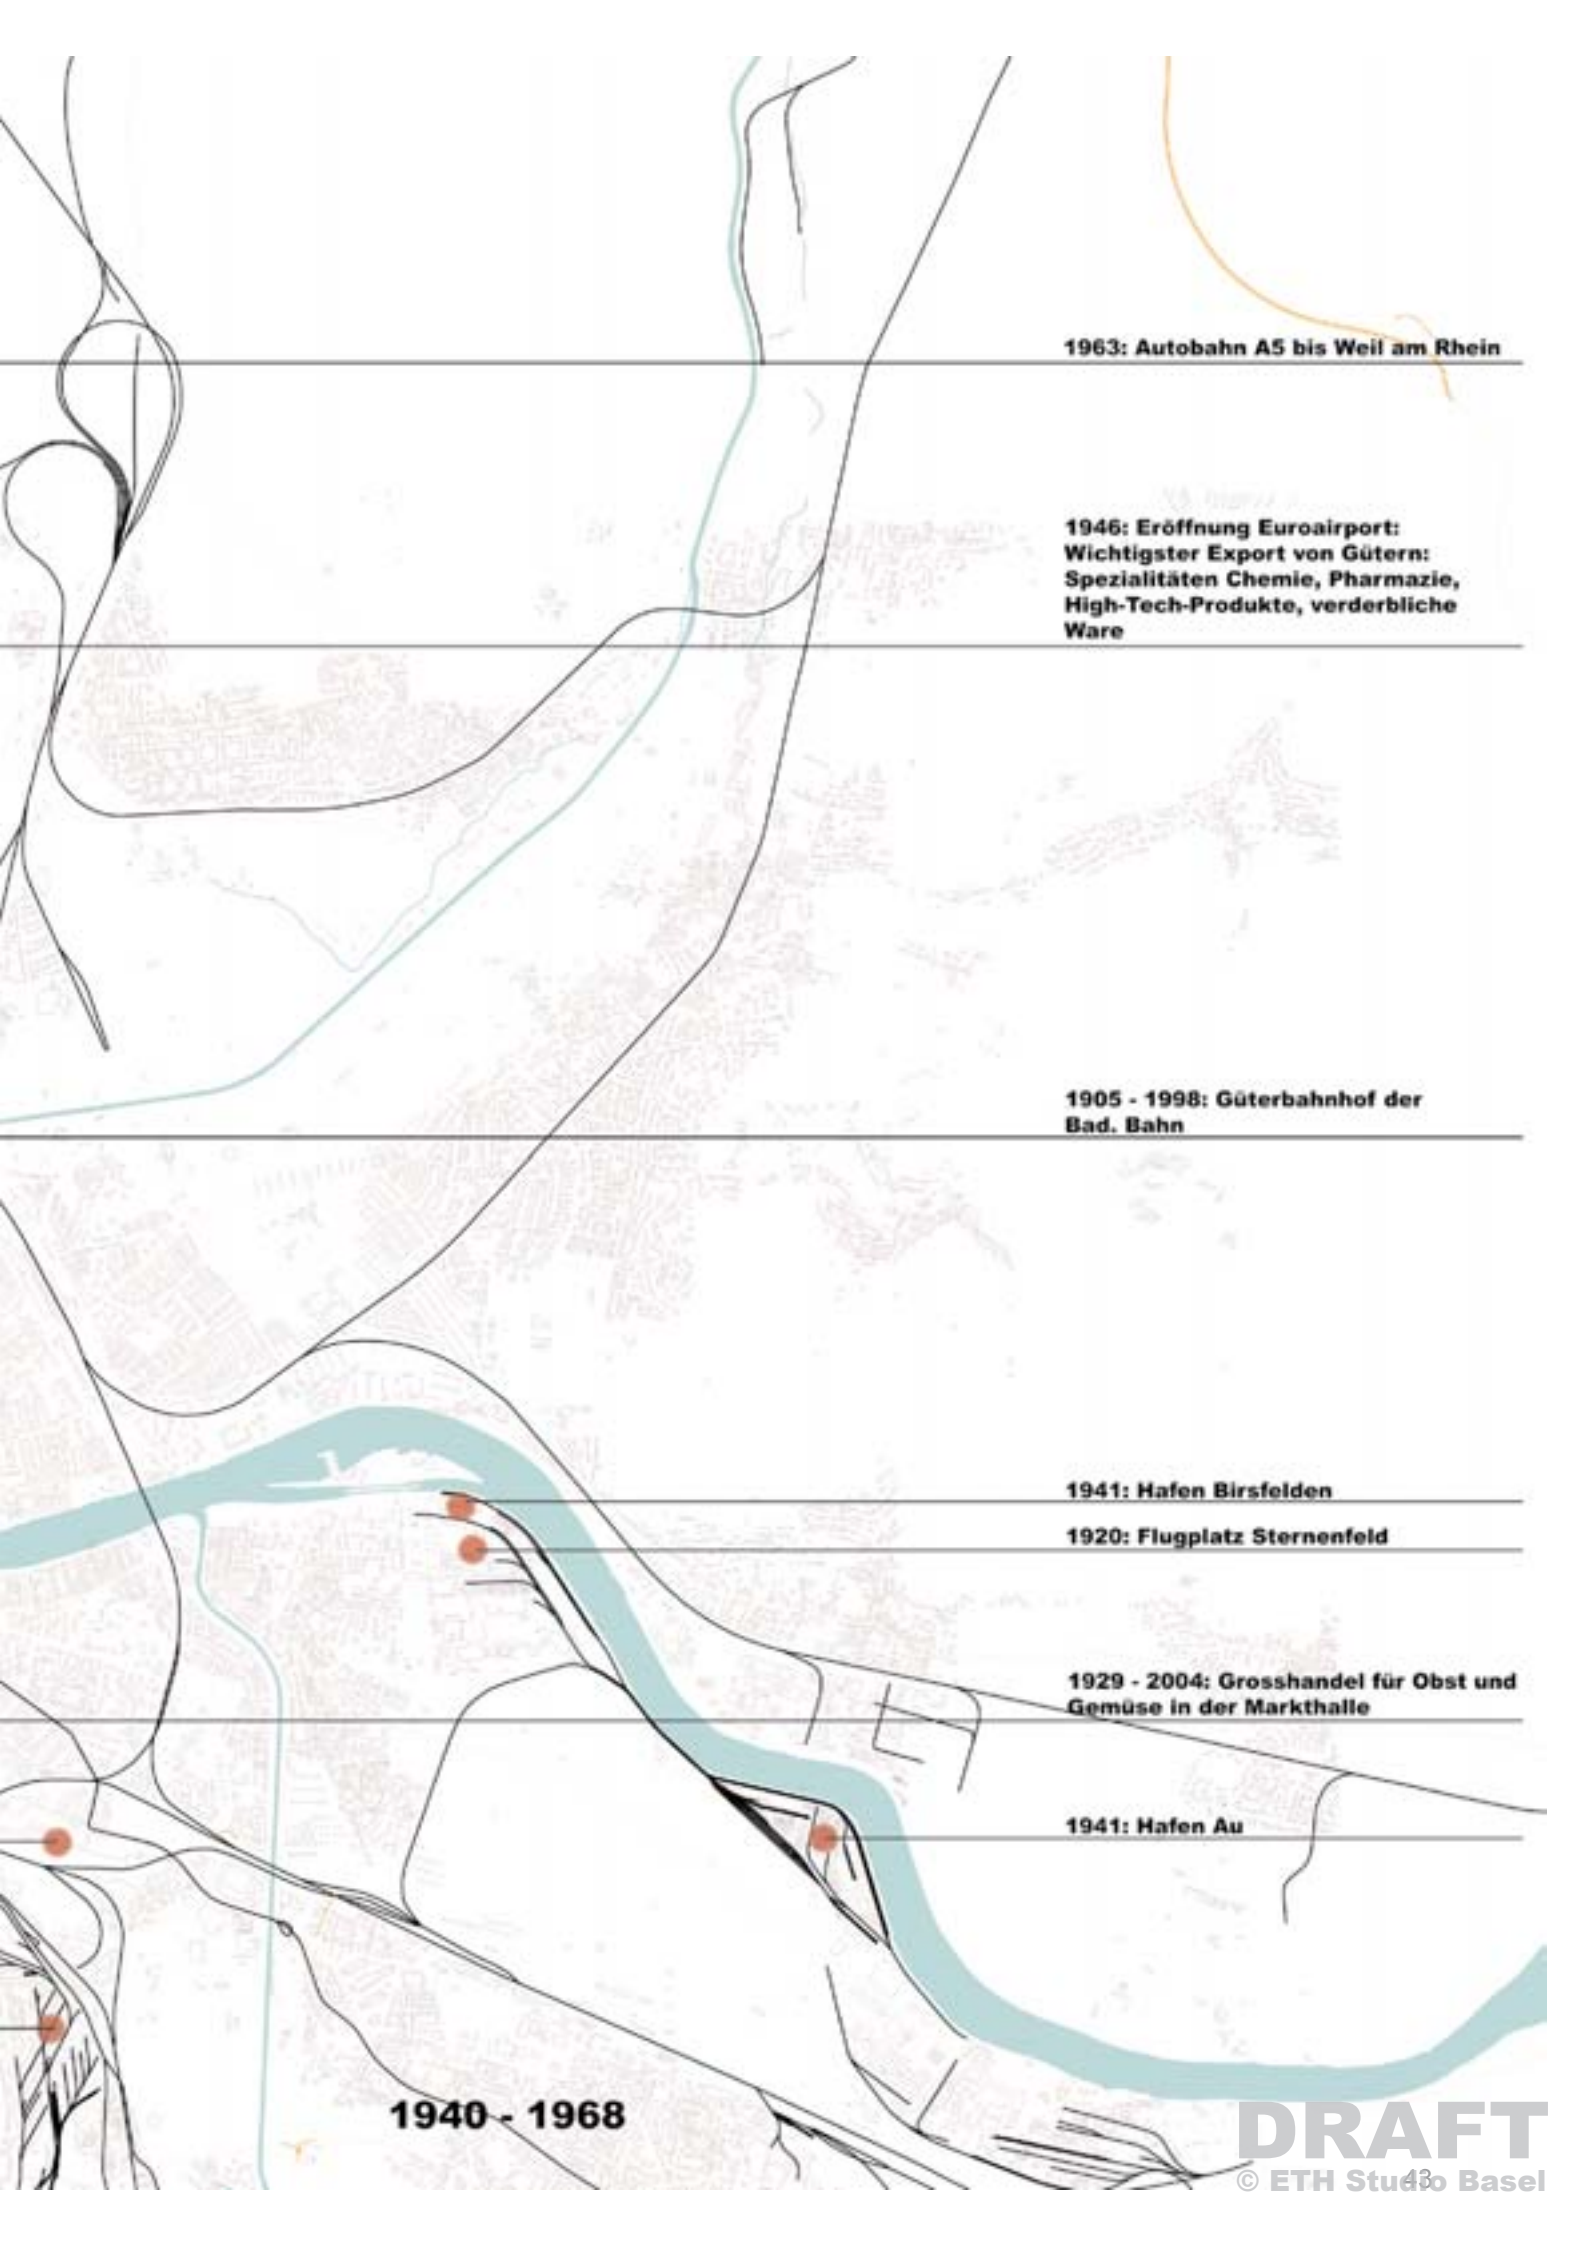 1963: Autobahn A5 bis Weil am Rhein
1946: Eröffnung Euroairport:
Wichtigster Export von Gütern:
Spezialitäten Chemie, Pharmazie,
High-Tech-Produkte, verderbliche
Ware
1905 - 1998: Güterbahnhof der
Bad. Bahn
1941: Hafen Birsfelden
1920: Flugplatz Sternenfeld
1929 - 2004: Grosshandel für Obst und
Gemüse in der Markthalle
1941: Hafen Au
1940 - 1968
DRAFT
© ETH Studio Basel
43